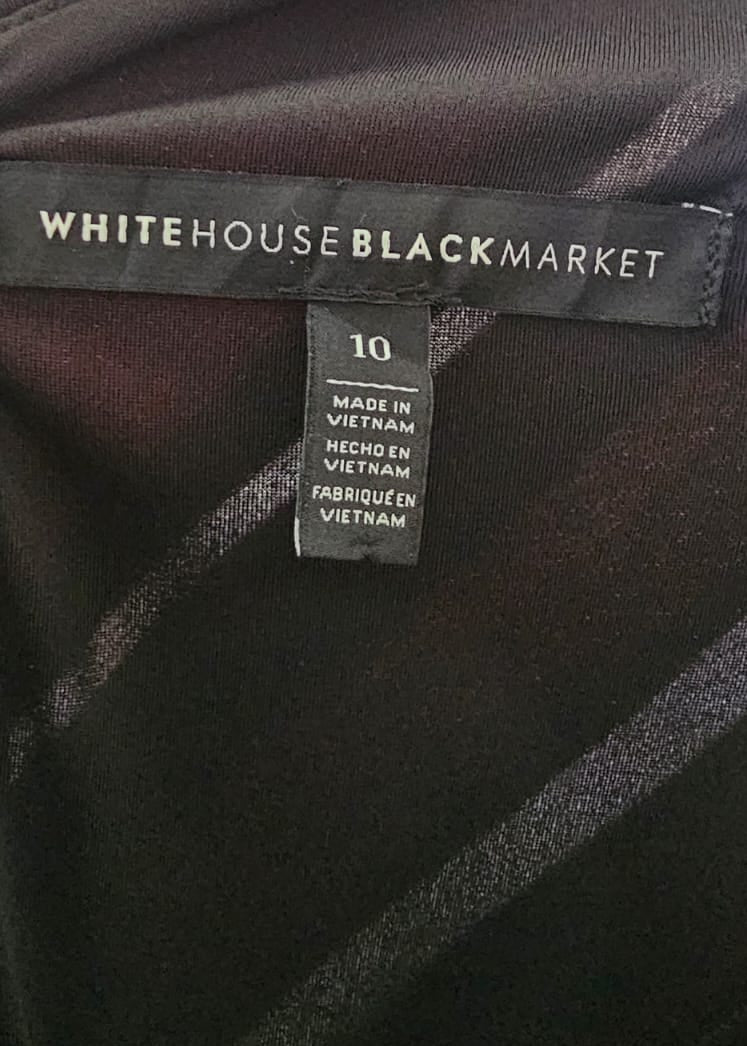 WHITEHOUSEBLACKMARKET
10
MADE IN
VIETNAM
HECHO EN
VIETNAM
FABRIQUÉ EN
VIETNAM